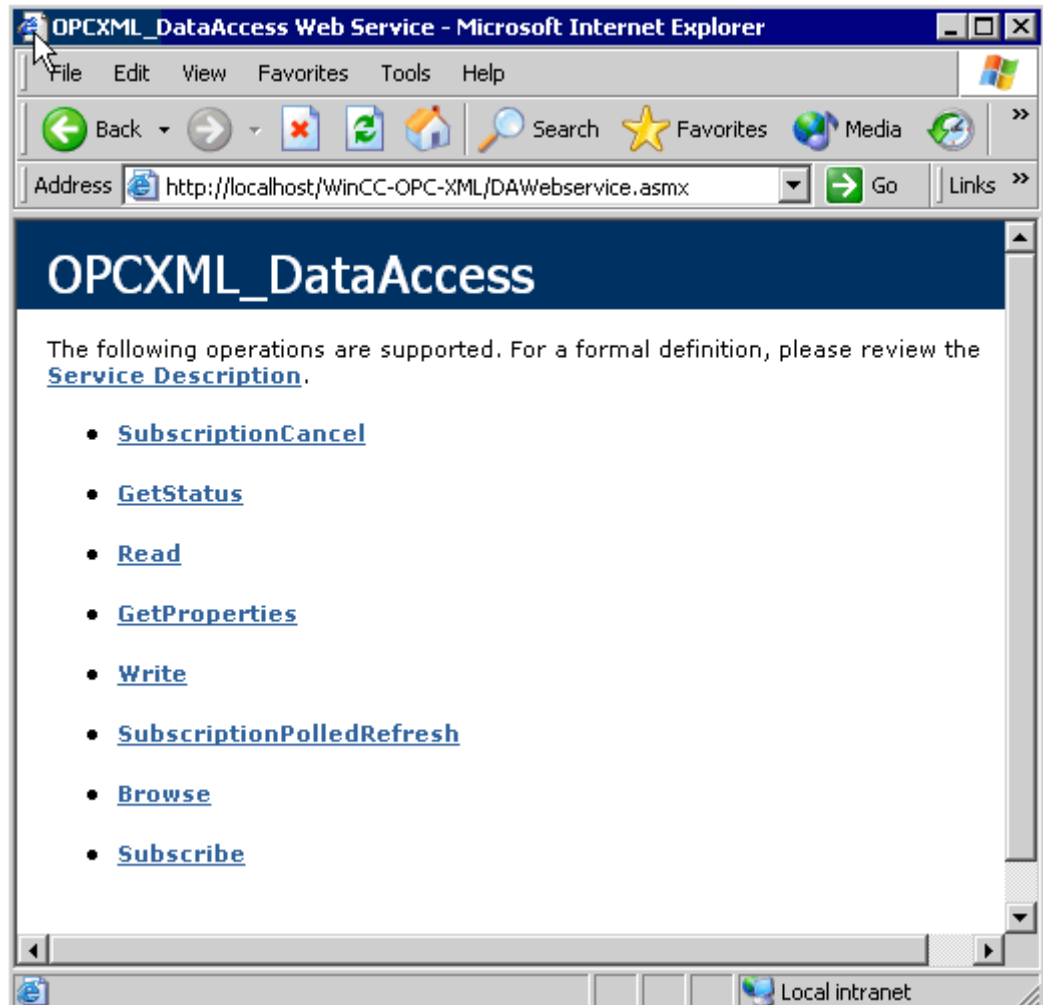 OPCXML_DataAccess Web Service - Microsoft Internet Explorer
File Edit View Favorites Tools Help
Back Search Favorites Media »
Address http://localhost/WinCC-OPC-XML/DAWebservice.asmx Go Links »
OPCXML_DataAccess
The following operations are supported. For a formal definition, please review the
Service Description.
• SubscriptionCancel
• GetStatus
• Read
• GetProperties
• Write
• SubscriptionPolledRefresh
• Browse
• Subscribe
Local intranet